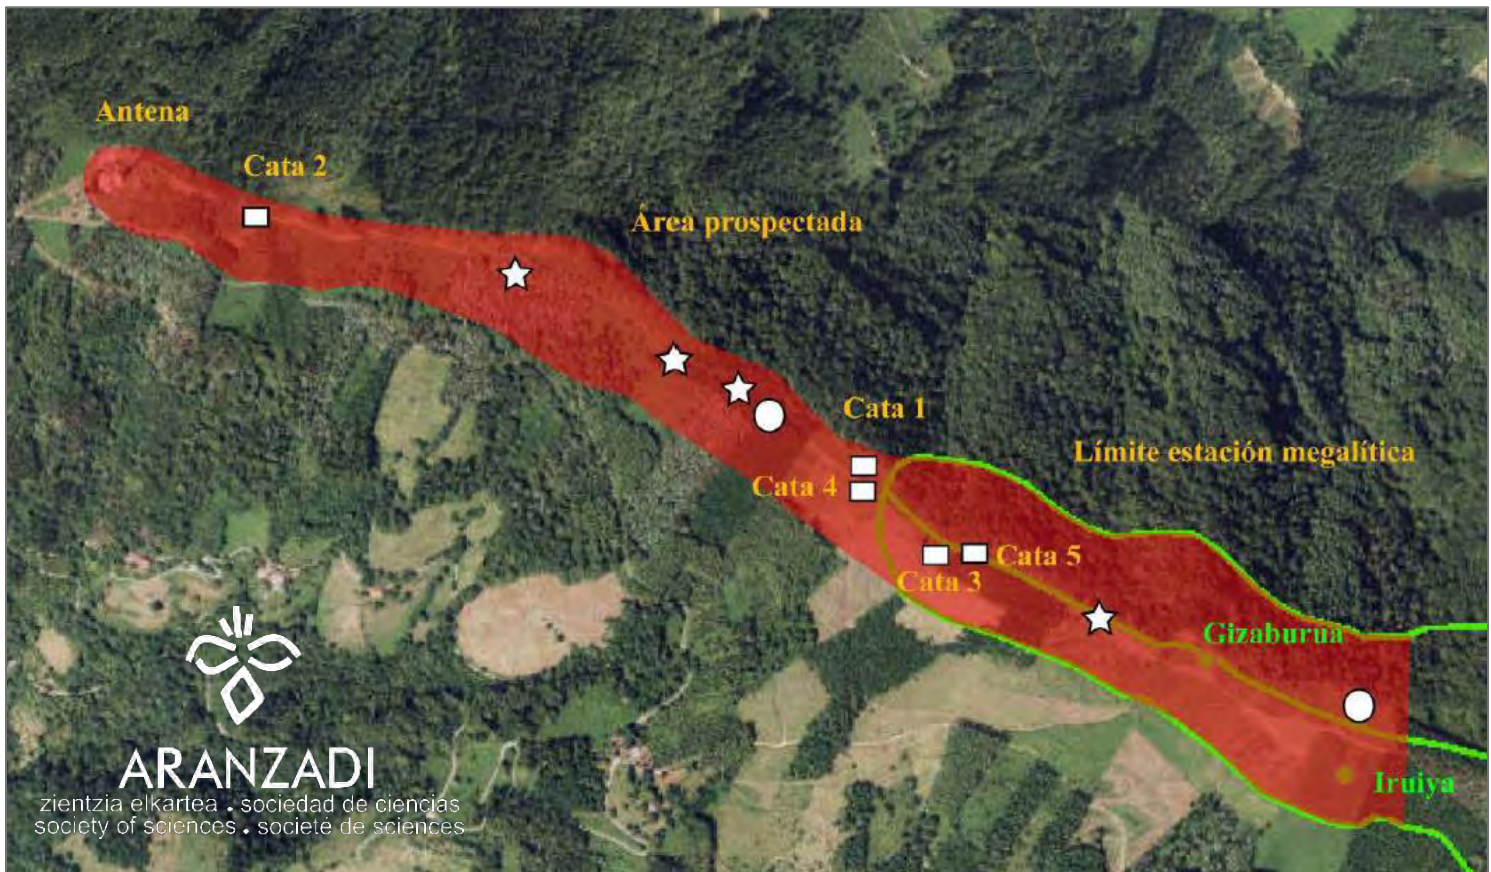 Antena
Cata 2
Área prospectada
Cata 1
Límite estación megalítica
Cata 4
Cata 5
Cata 3
Gizaburua
Iruiya
ARANZADI
zientzia elkartea . sociedad de ciencias
society of sciences . societé de sciences